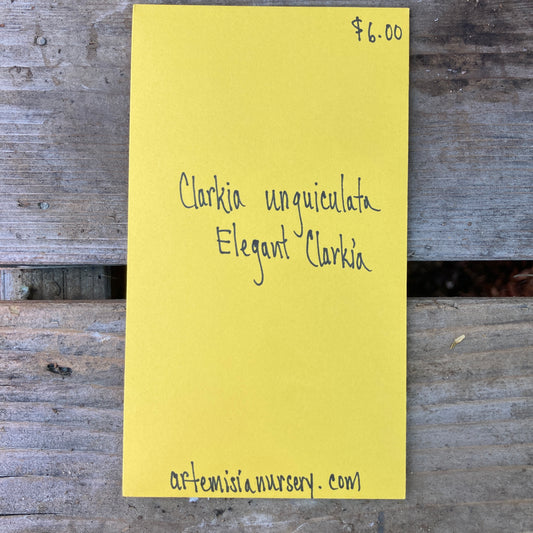 $6.00
Clarkia unguiculata
Elegant Clarkia
artemisianursery.com